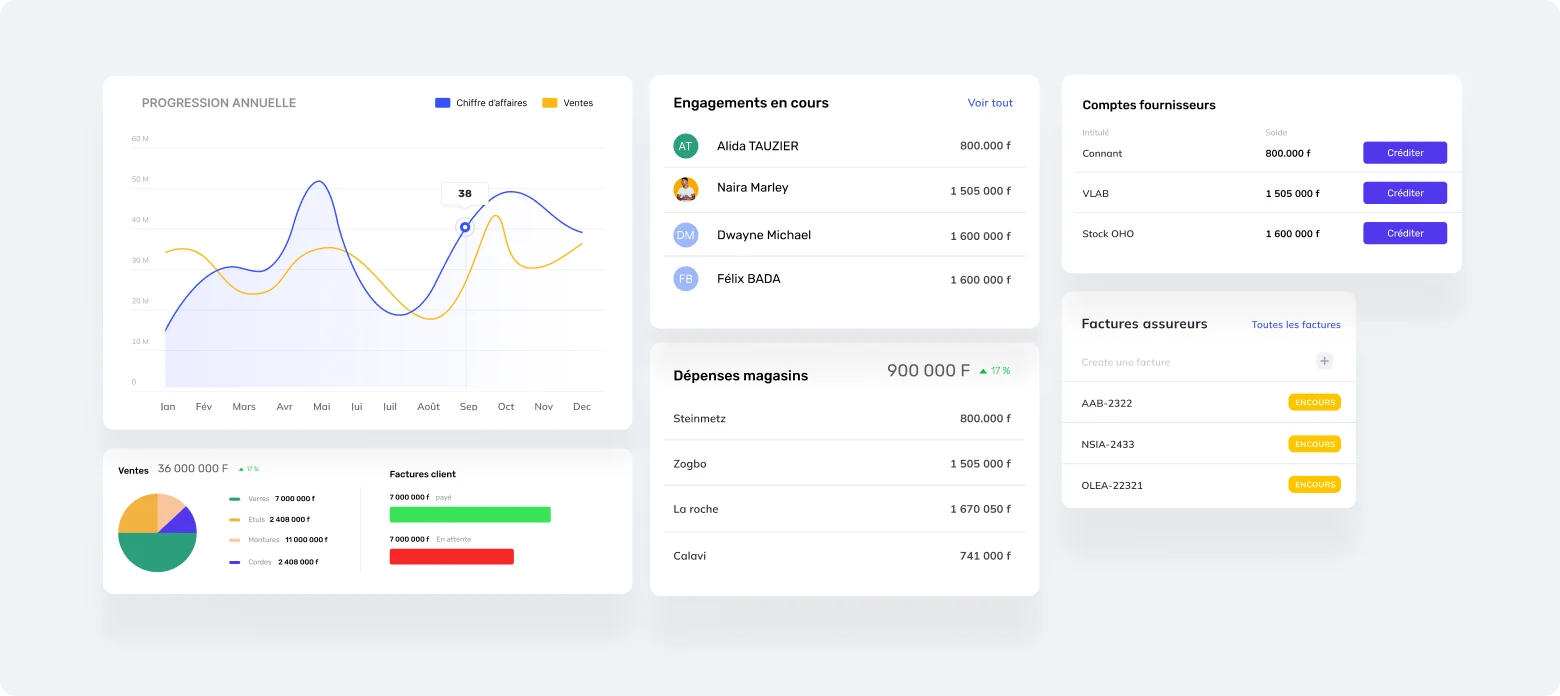 PROGRESSION ANNUELLE
Chiffre d'affaires
Ventes
60 M
50 M
40 M
30 M
20 M
10 M
0
38
Jan Fév Mars Avr Mai Jui Juil Août Sep Oct Nov Dec
Ventes 36 000 000 F 17 %
Verres 7 000 000 f
Etuis 2 408 000 f
Montures 11 000 000 f
Cordes 2 408 000 f
Factures client
7 000 000 f payé
7 000 000 f En attente
Engagements en cours Voir tout
AT Alida TAUZIER 800.000 f
Naira Marley 1 505 000 f
DM Dwayne Michael 1 600 000 f
FB Félix BADA 1 600 000 f
Dépenses magasins 900 000 F 17 %
Steinmetz 800.000 f
Zogbo 1 505 000 f
La roche 1 670 050 f
Calavi 741 000 f
Comptes fournisseurs
Intitulé Solde
Connant 800.000 f Créditer
VLAB 1 505 000 f Créditer
Stock OHO 1 600 000 f Créditer
Factures assureurs Toutes les factures
Create une facture +
AAB-2322 ENCOURS
NSIA-2433 ENCOURS
OLEA-22321 ENCOURS